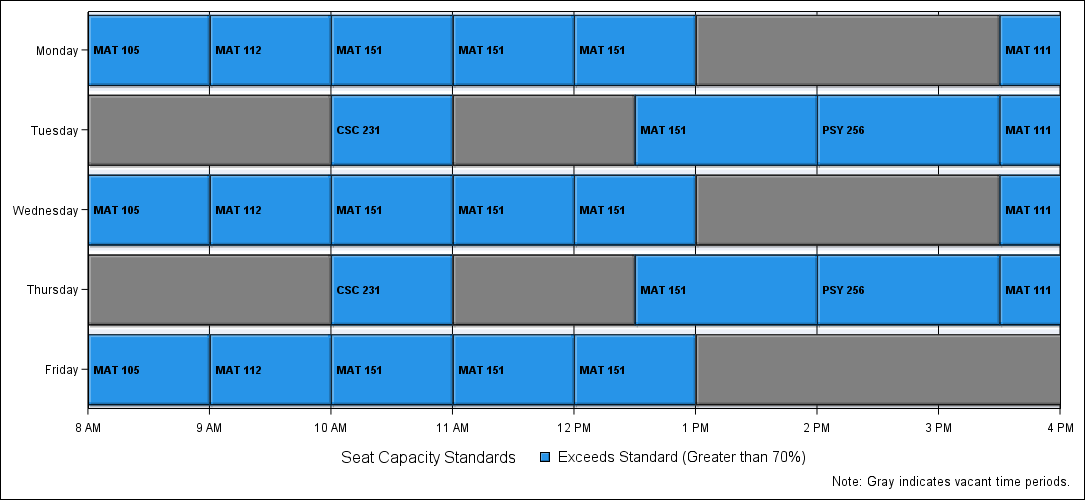 Monday MAT 105 MAT 112 MAT 151 MAT 151 MAT 151 MAT 111
Tuesday CSC 231 MAT 151 PSY 256 MAT 111
Wednesday MAT 105 MAT 112 MAT 151 MAT 151 MAT 151 MAT 111
Thursday CSC 231 MAT 151 PSY 256 MAT 111
Friday MAT 105 MAT 112 MAT 151 MAT 151 MAT 151
8 AM 9 AM 10 AM 11 AM 12 PM 1 PM 2 PM 3 PM 4 PM
Seat Capacity Standards Exceeds Standard (Greater than 70%)
Note: Gray indicates vacant time periods.